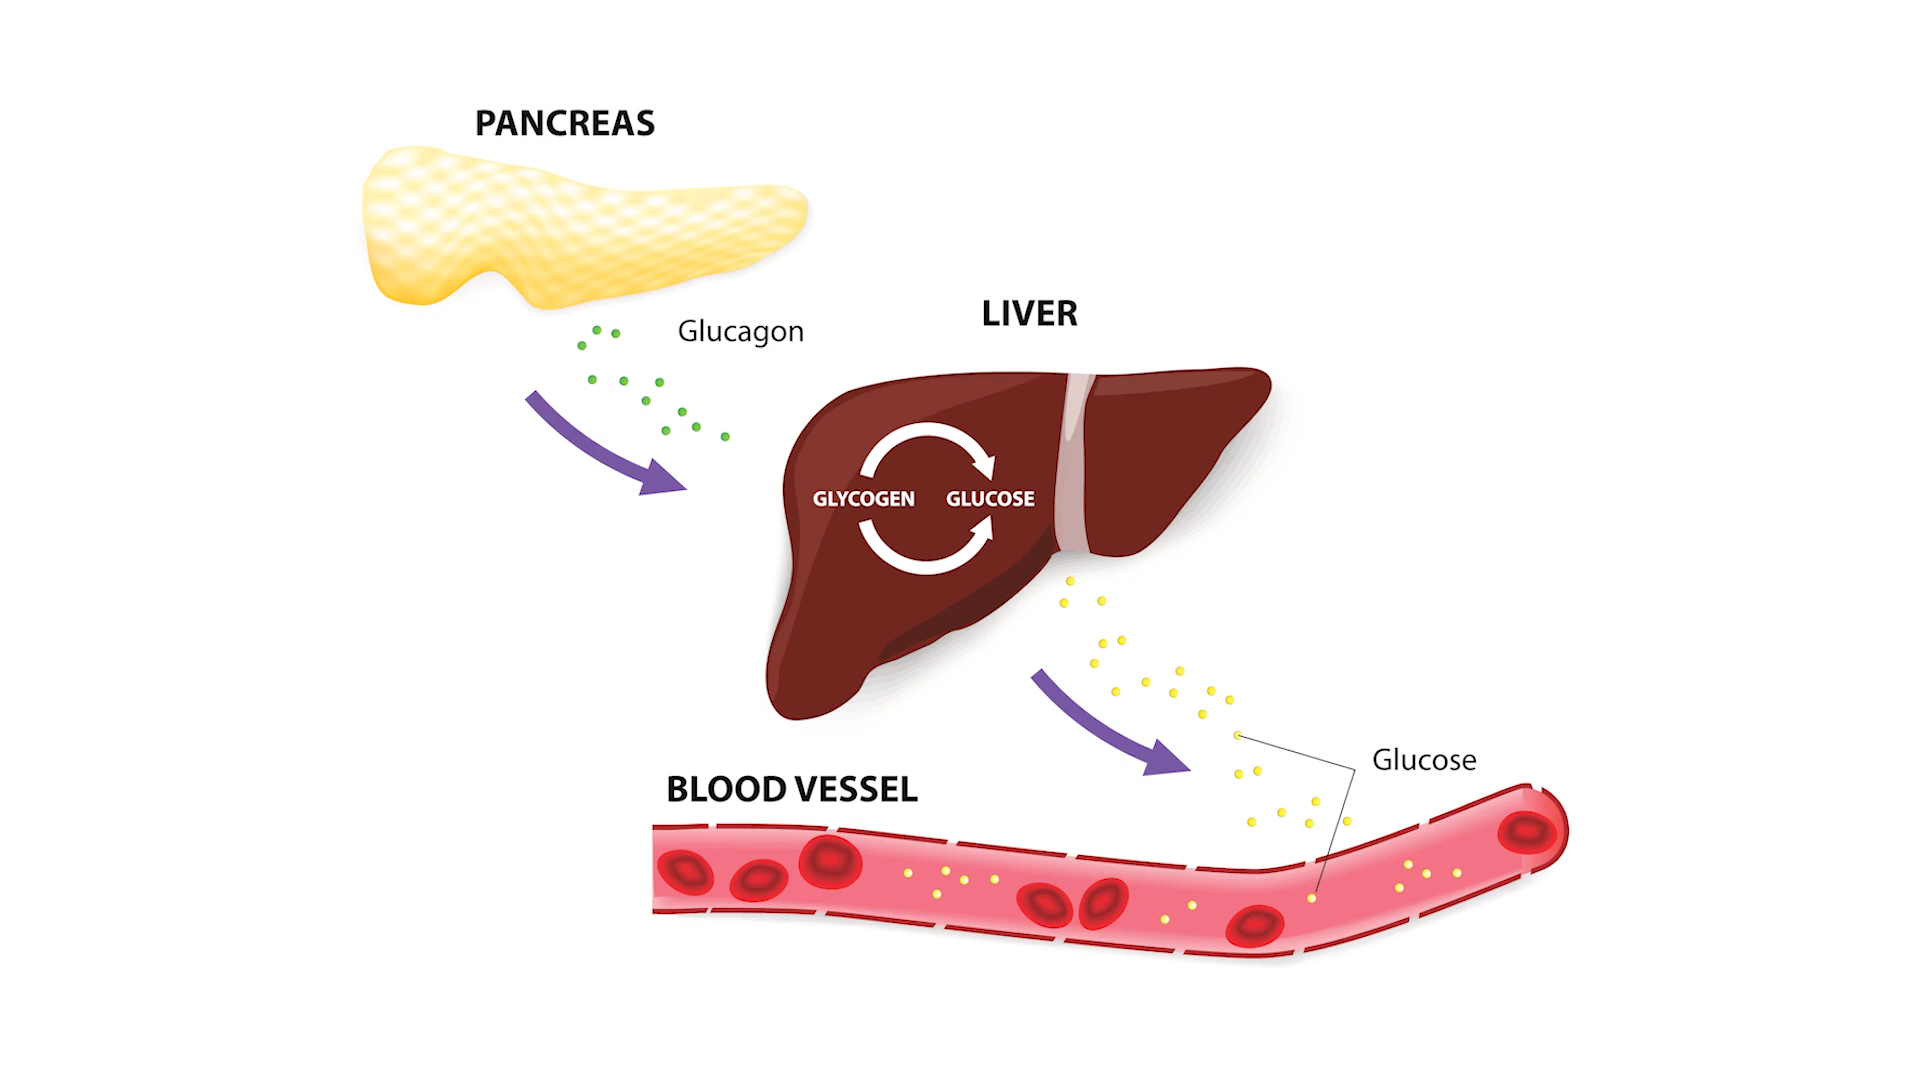 PANCREAS
Glucagon
LIVER
GLYCOGEN GLUCOSE
Glucose
BLOOD VESSEL